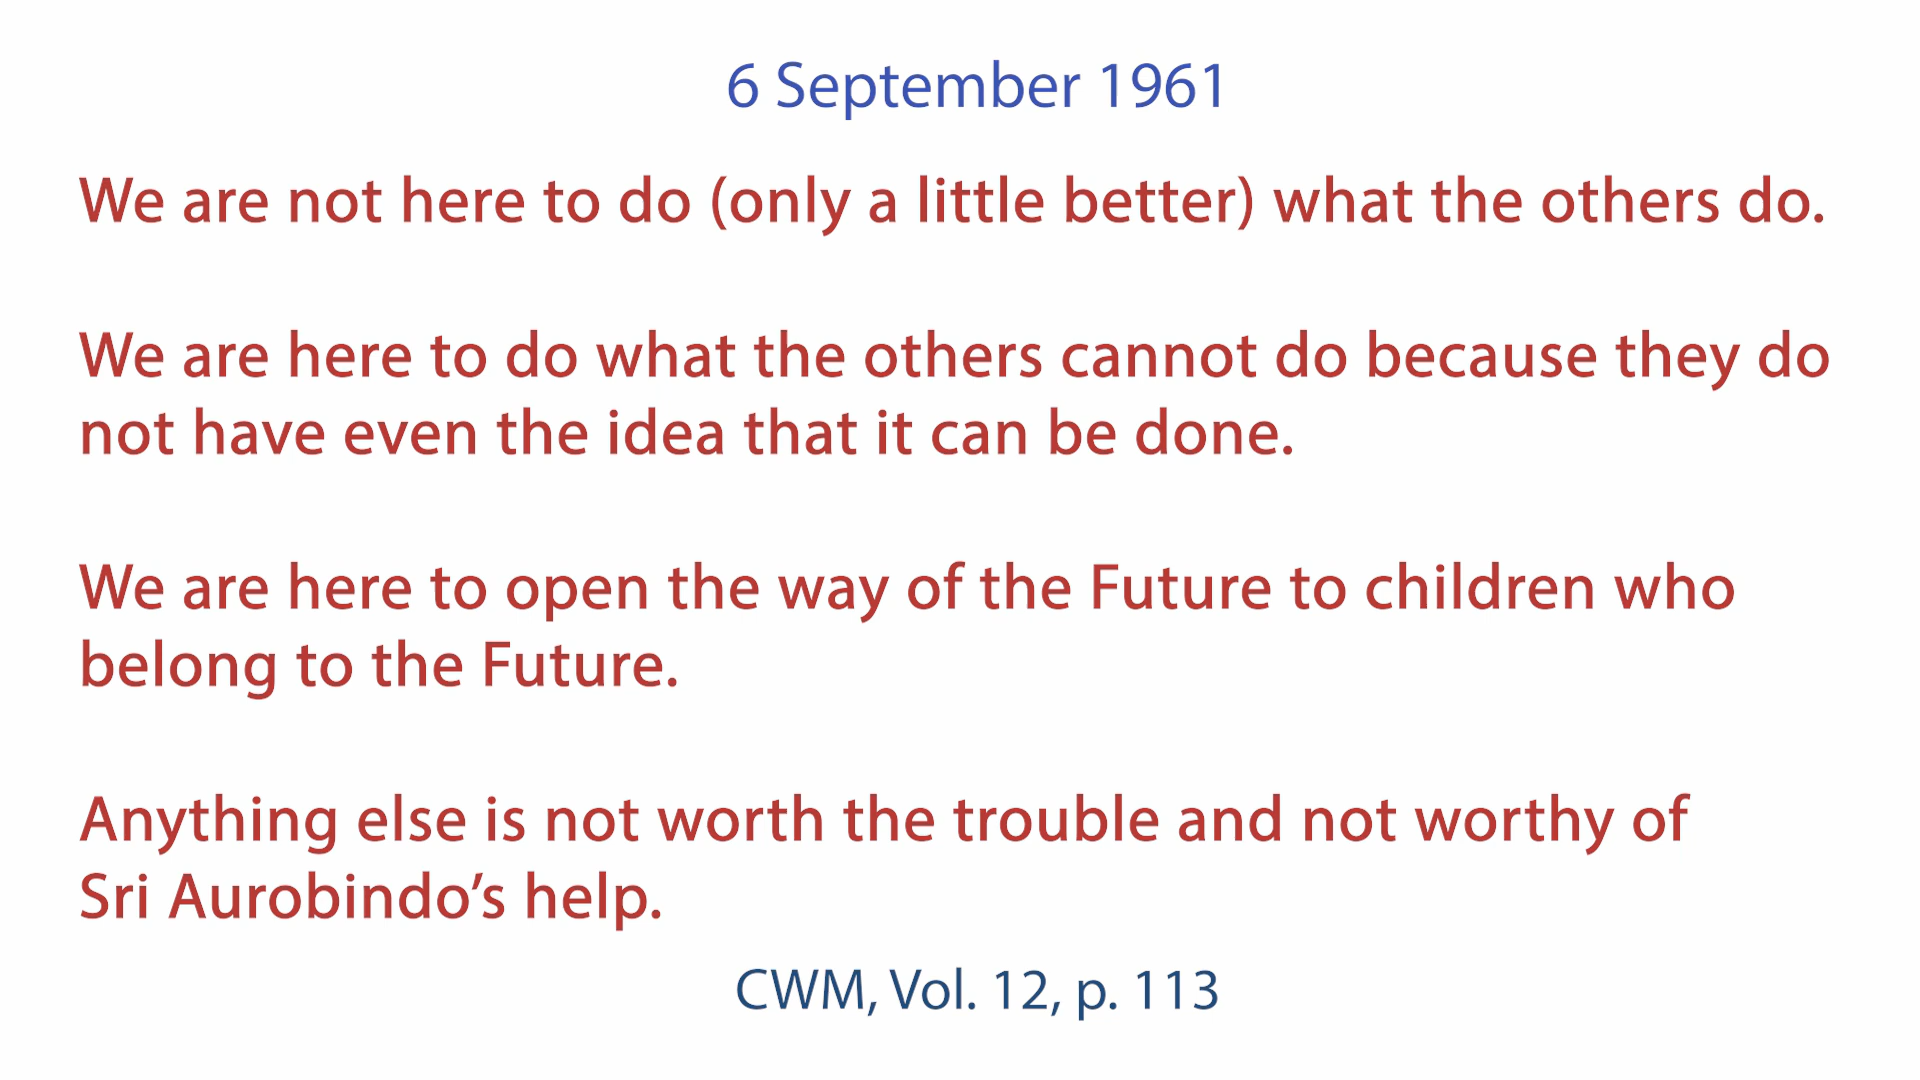 6 September 1961
We are not here to do (only a little better) what the others do.
We are here to do what the others cannot do because they do
not have even the idea that it can be done.
We are here to open the way of the Future to children who
belong to the Future.
Anything else is not worth the trouble and not worthy of
Sri Aurobindo’s help.
CWM, Vol. 12, p. 113